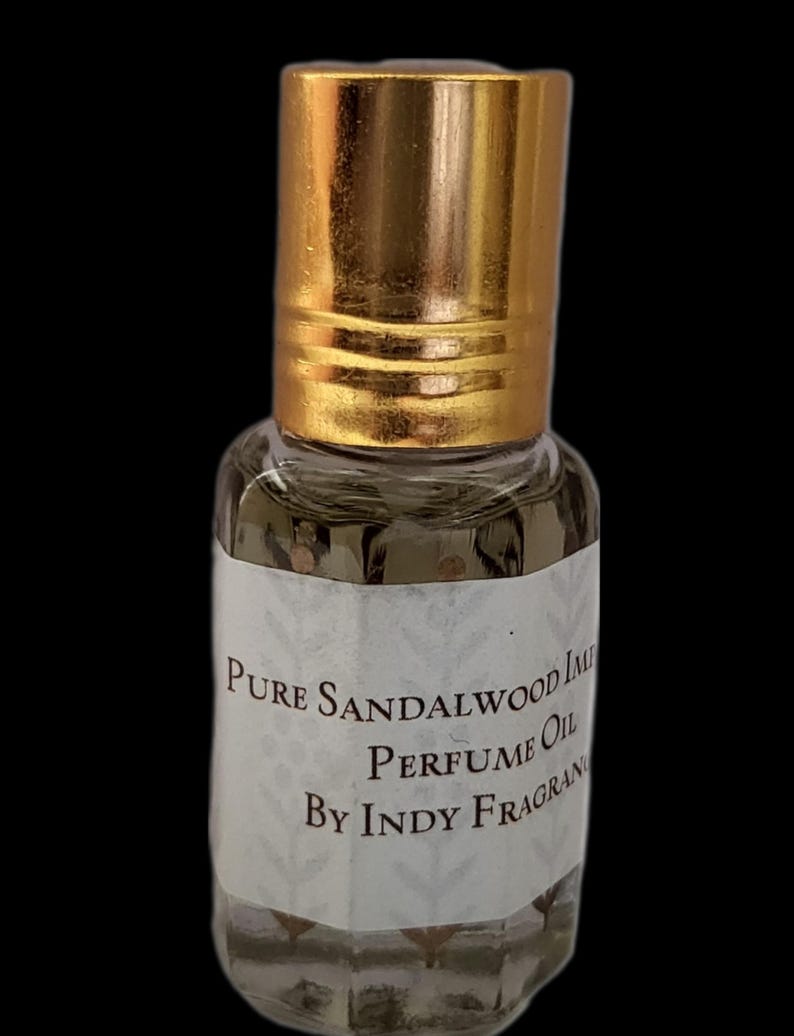 PURE SANDALWOOD IMP
PERFUME OIL
BY INDY FRAGRANC